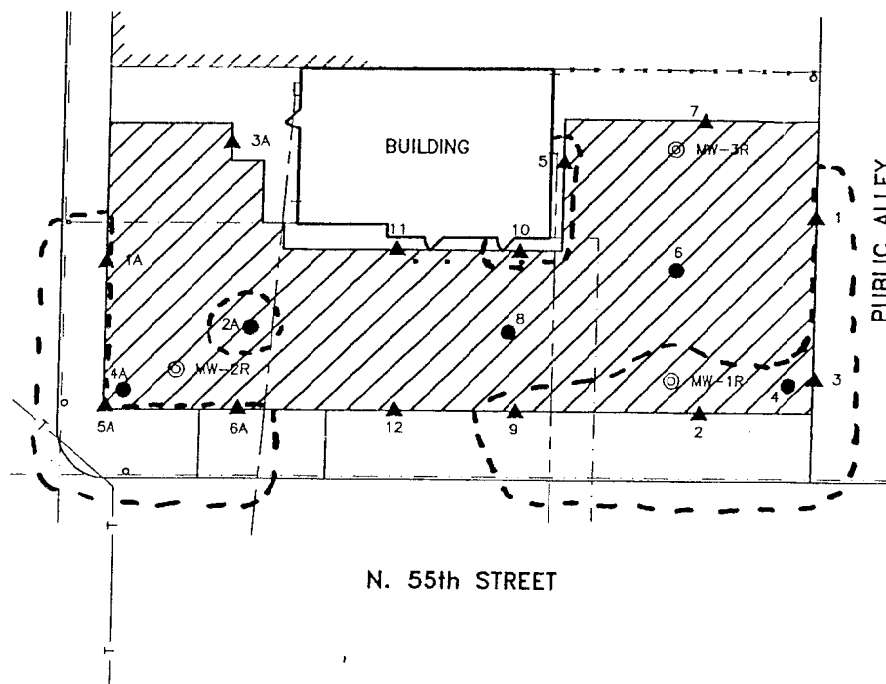 7
3A
BUILDING
MW-3R
5
1
PUBLIC ALLEY
11
10
1A
6
2A
8
MW-2R
4A
MW-1R
4
3
5A
6A
12
9
2
T
N. 55th STREET
T